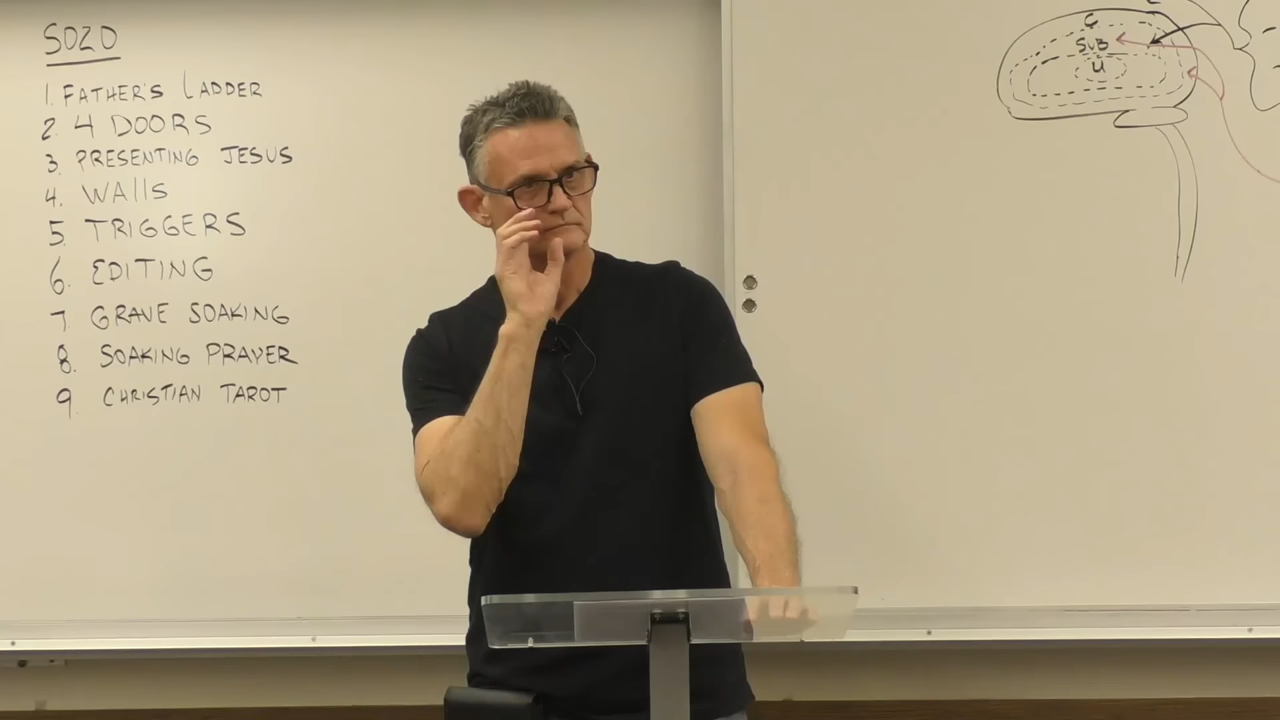 SOZO
1. FATHER'S LADDER
2. 4 DOORS
3. PRESENTING JESUS
4. WALLS
5. TRIGGERS
6. EDITING
7. GRAVE SOAKING
8. SOAKING PRAYER
9. CHRISTIAN TAROT
C
SUB
U